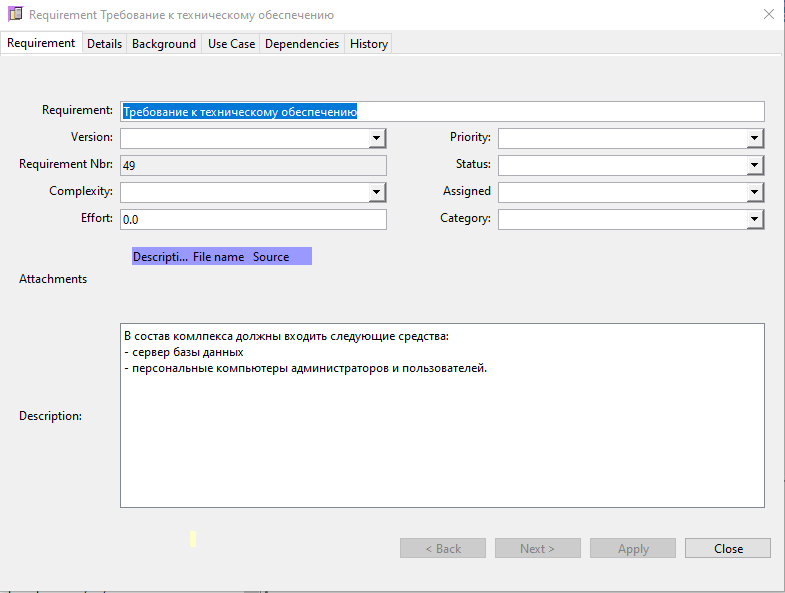 Requirement Требование к техническому обеспечению
Requirement Details Background Use Case Dependencies History
Requirement: Требование к техническому обеспечению
Version: Priority:
Requirement Nbr: 49 Status:
Complexity: Assigned
Effort: 0.0 Category:
Descripti... File name Source
Attachments
В состав комлпекса должны входить следующие средства:
- сервер базы данных
- персональные компьютеры администраторов и пользователей.
Description:
< Back Next > Apply Close